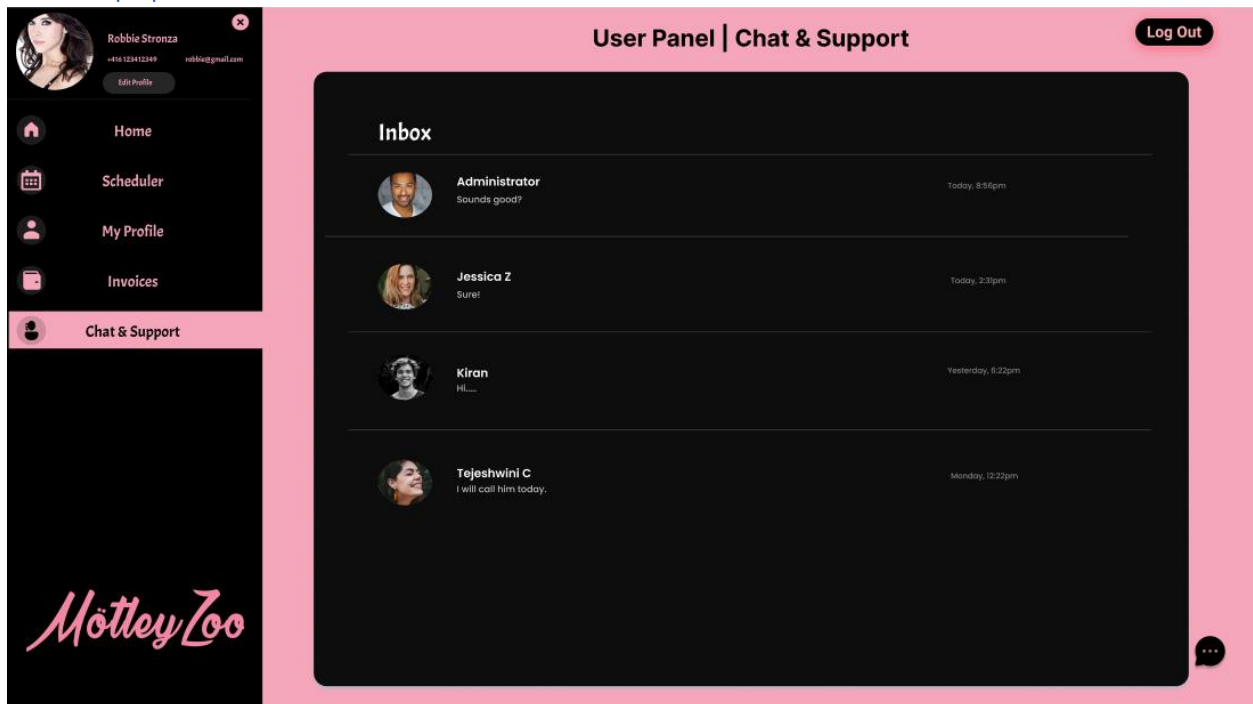 Robbie Stronza
+416 123412349 robbie@gmail.com
Edit Profile
Home
Scheduler
My Profile
Invoices
Chat & Support
Mötley Zoo
User Panel | Chat & Support
Log Out
Inbox
Administrator
Sounds good?
Today, 8:56pm
Jessica Z
Sure!
Today, 2:31pm
Kiran
Hi.....
Yesterday, 6:22pm
Tejeshwini C
I will call him today.
Monday, 12:22pm